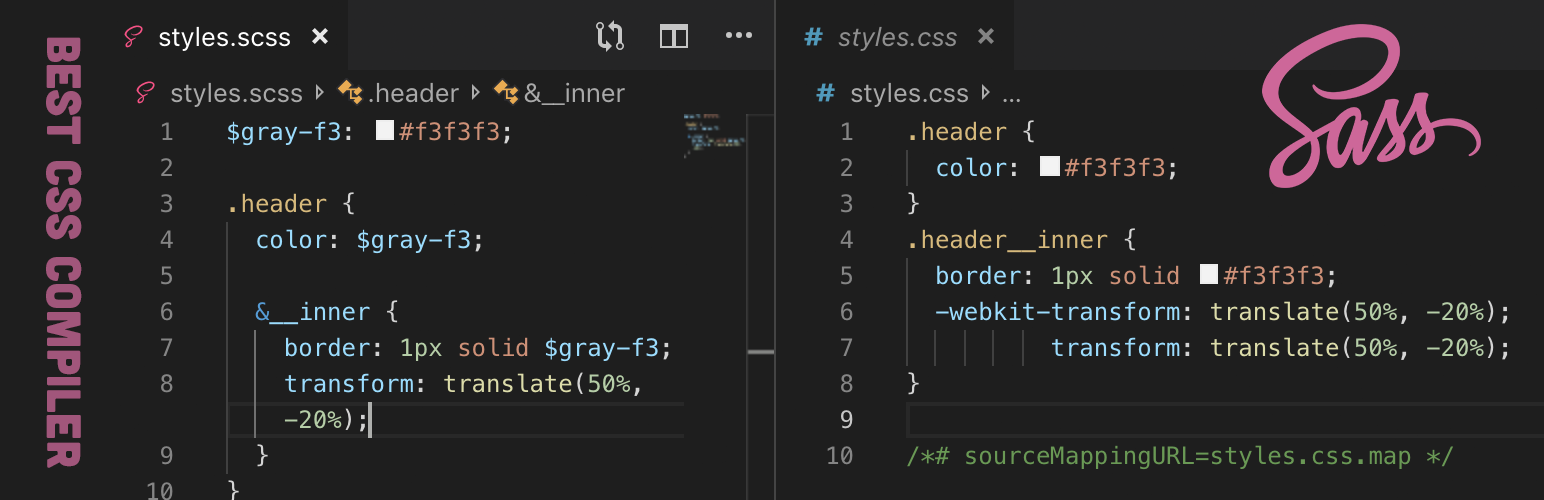 BEST CSS COMPILER
styles.scss
styles.scss .header &__inner
1 $gray-f3: #f3f3f3;
2
3 .header {
4 color: $gray-f3;
5
6 &__inner {
7 border: 1px solid $gray-f3;
8 transform: translate(50%,
-20%);
9 }
10 }
# styles.css
# styles.css ...
1 .header {
2 color: #f3f3f3;
3 }
4 .header__inner {
5 border: 1px solid #f3f3f3;
6 -webkit-transform: translate(50%, -20%);
7 transform: translate(50%, -20%);
8 }
9
10 /*# sourceMappingURL=styles.css.map */
Sass